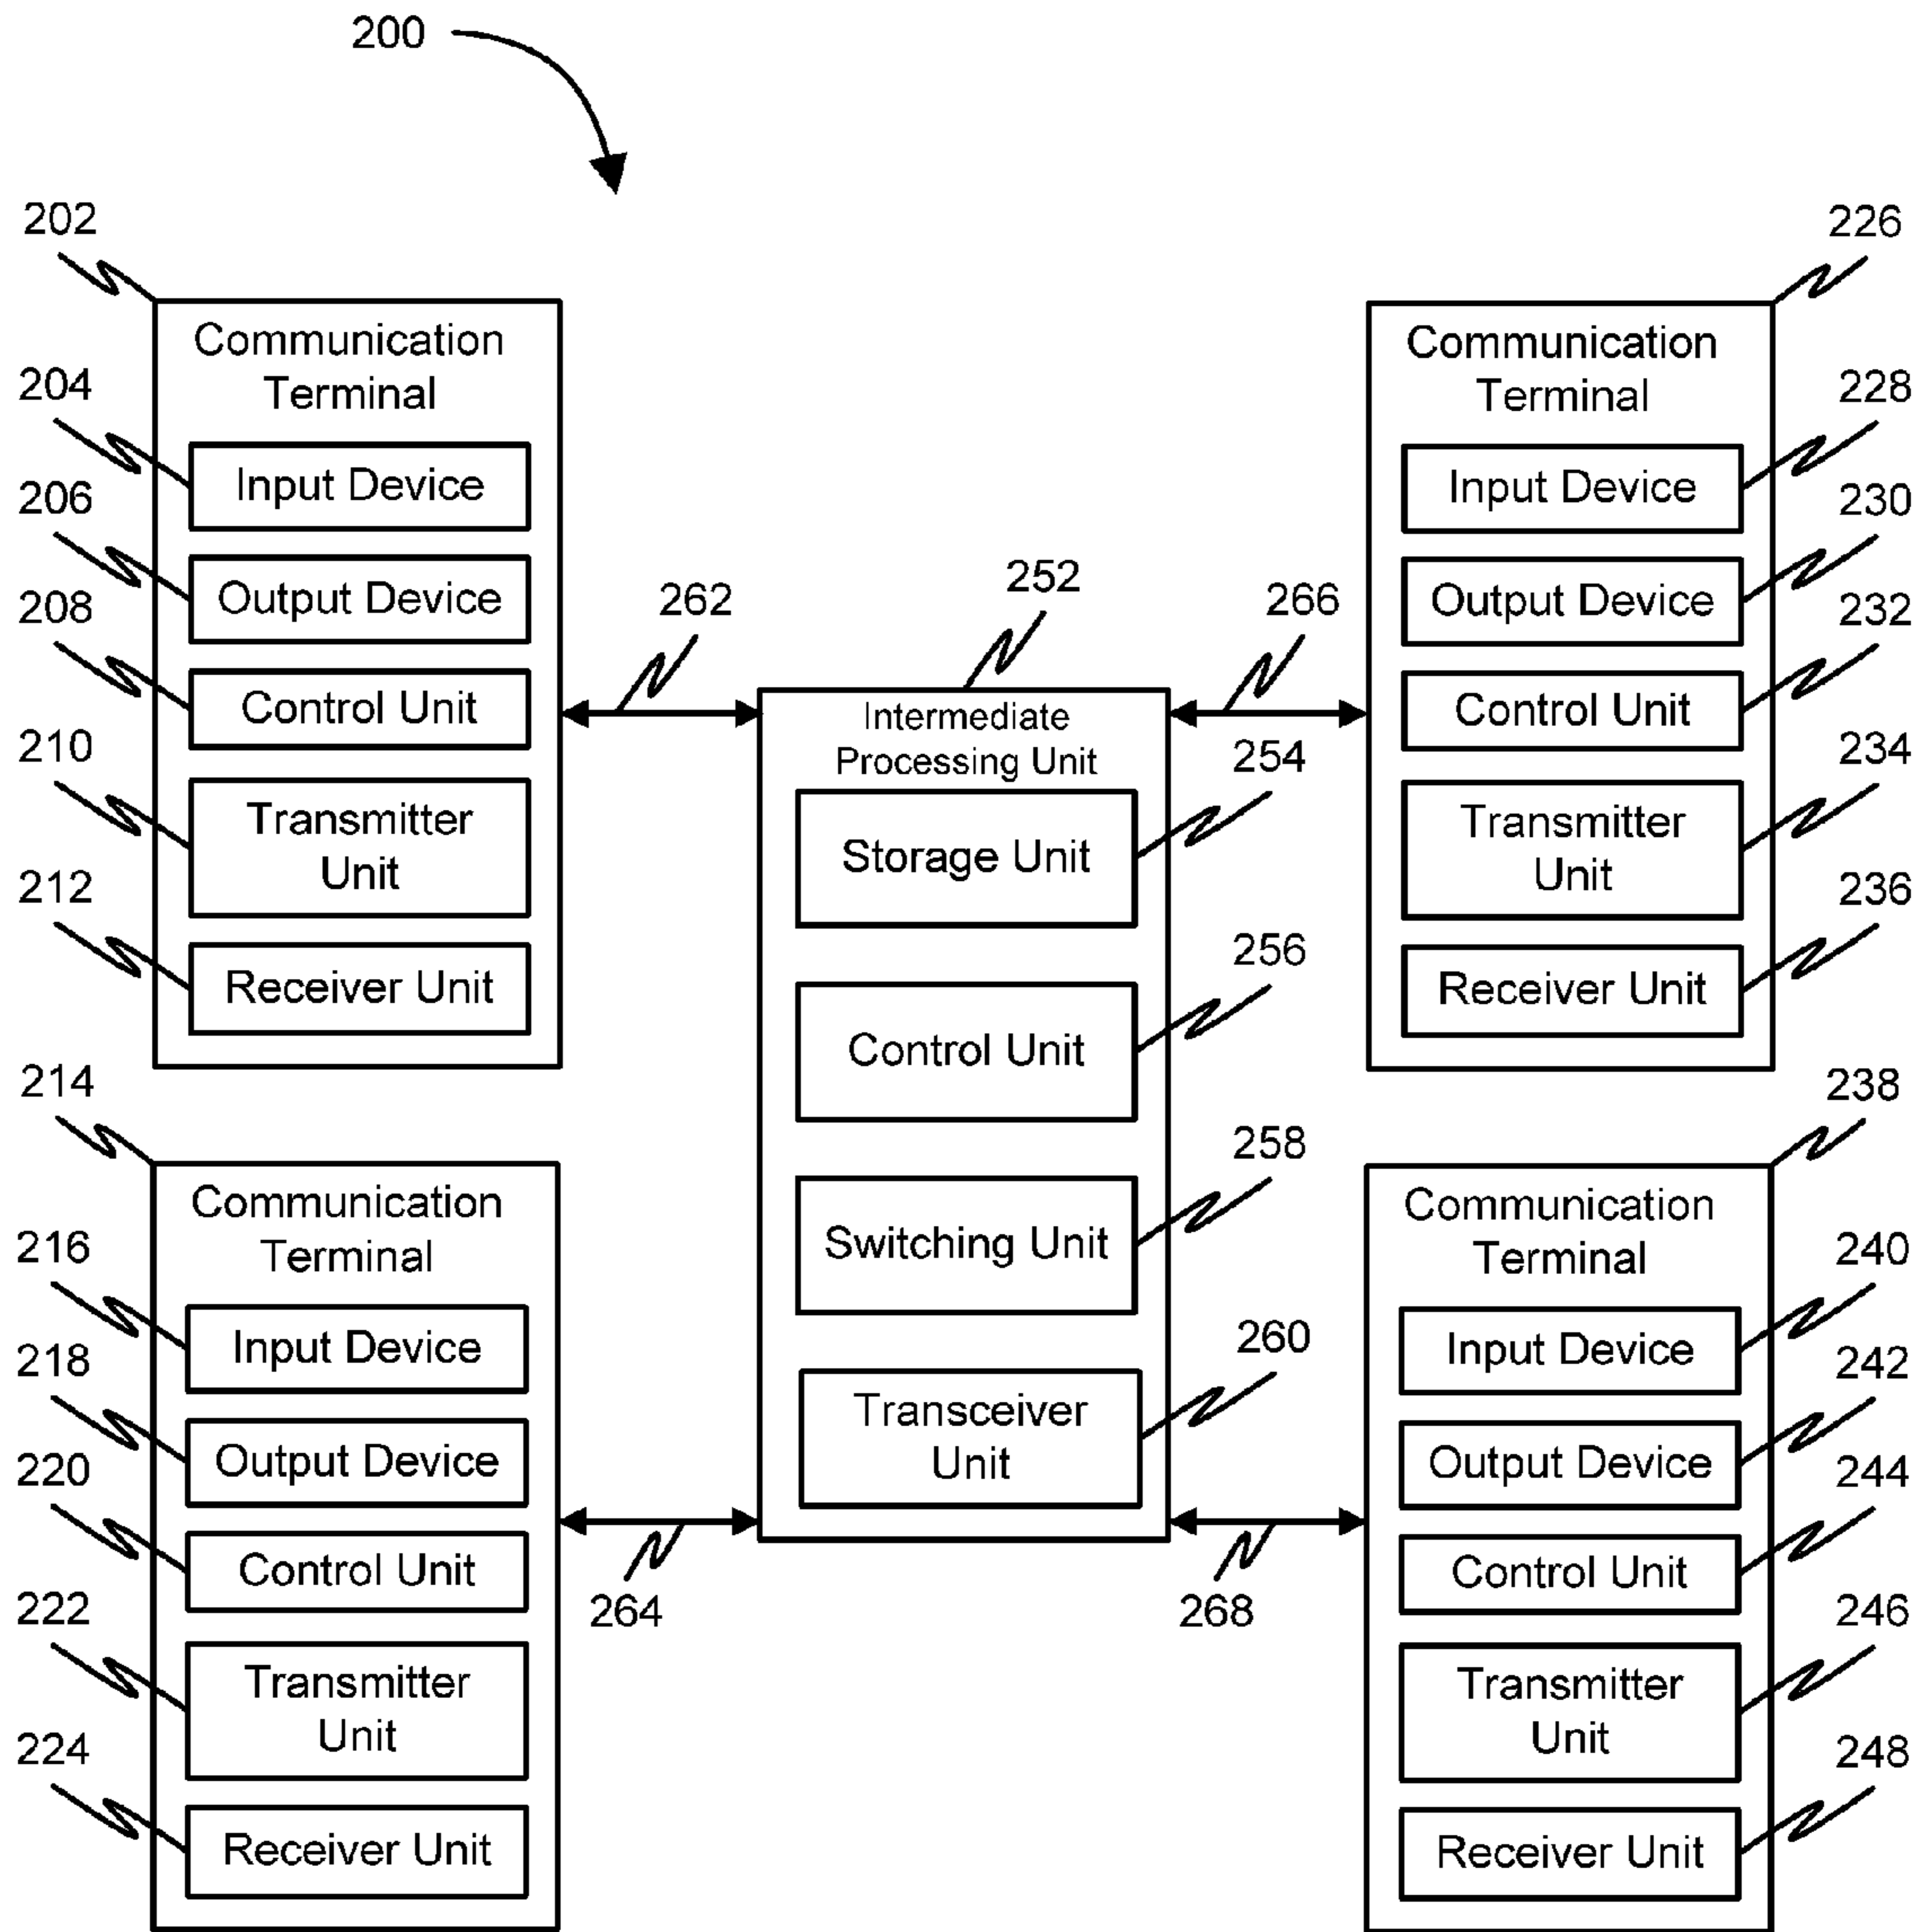 200
202
Communication
Terminal
204
Input Device
206
Output Device
208
Control Unit
210
Transmitter
Unit
212
Receiver Unit
214
Communication
Terminal
216
Input Device
218
Output Device
220
Control Unit
222
Transmitter
Unit
224
Receiver Unit
262
264
252
Intermediate
Processing Unit
254
Storage Unit
256
Control Unit
258
Switching Unit
260
Transceiver
Unit
266
268
226
Communication
Terminal
228
Input Device
230
Output Device
232
Control Unit
234
Transmitter
Unit
236
Receiver Unit
238
Communication
Terminal
240
Input Device
242
Output Device
244
Control Unit
246
Transmitter
Unit
248
Receiver Unit